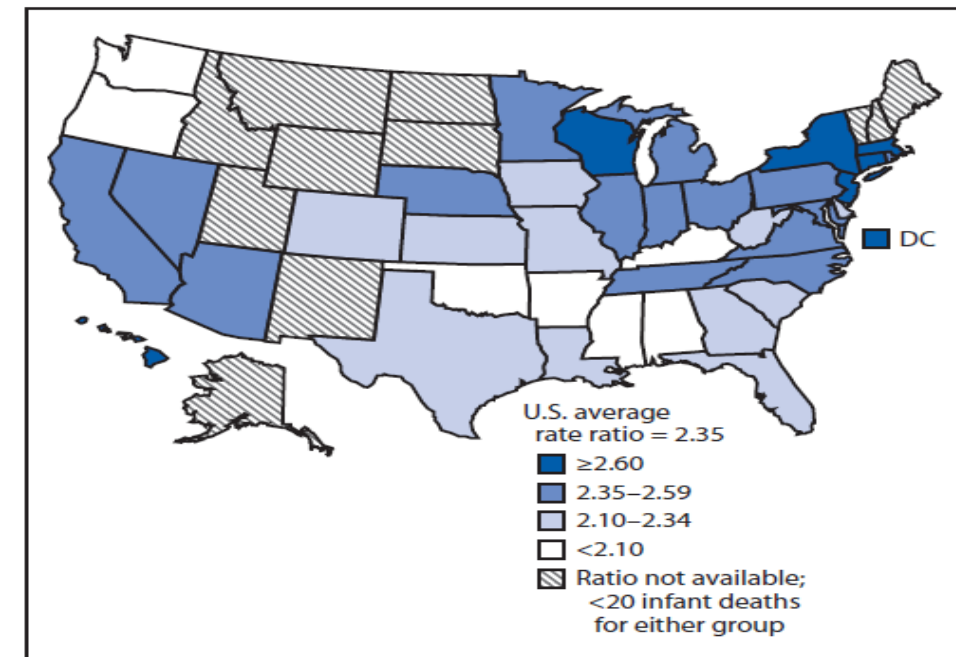 DC
U.S. average
rate ratio = 2.35
≥2.60
2.35–2.59
2.10–2.34
<2.10
Ratio not available;
<20 infant deaths
for either group